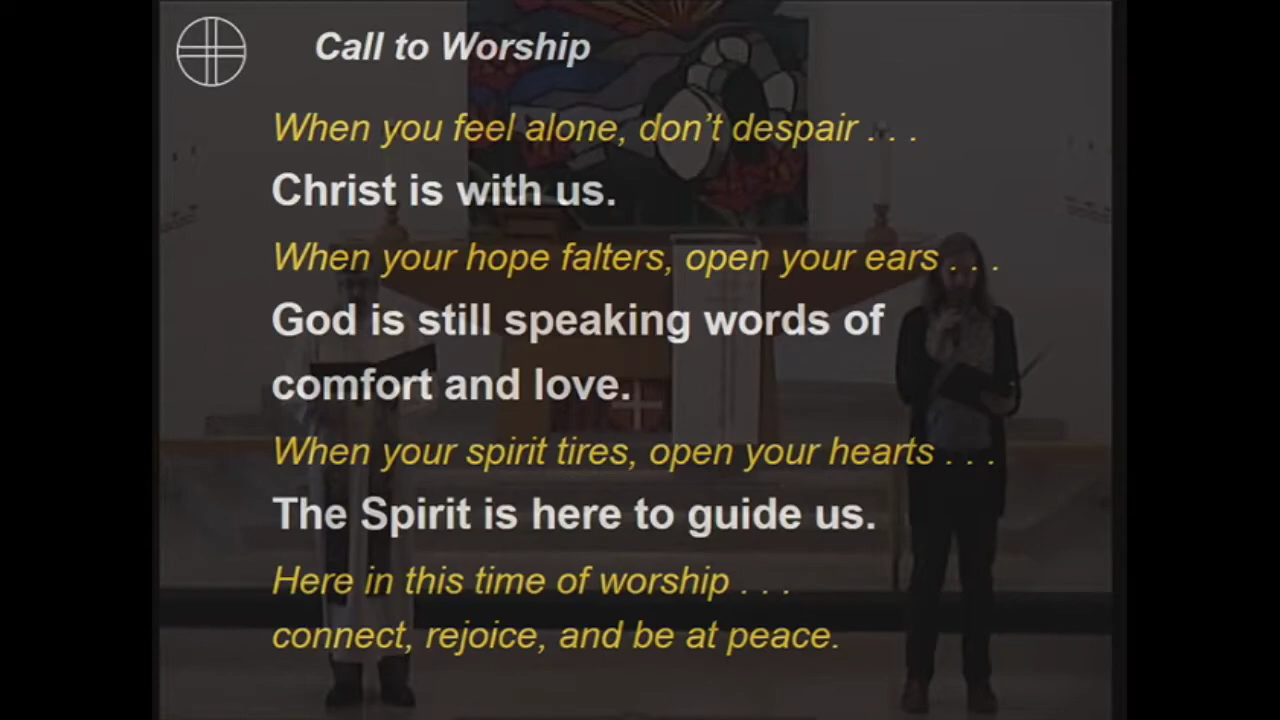 Call to Worship
When you feel alone, don't despair . . .
Christ is with us.
When your hope falters, open your ears . . .
God is still speaking words of
comfort and love.
When your spirit tires, open your hearts . . .
The Spirit is here to guide us.
Here in this time of worship . . .
connect, rejoice, and be at peace.